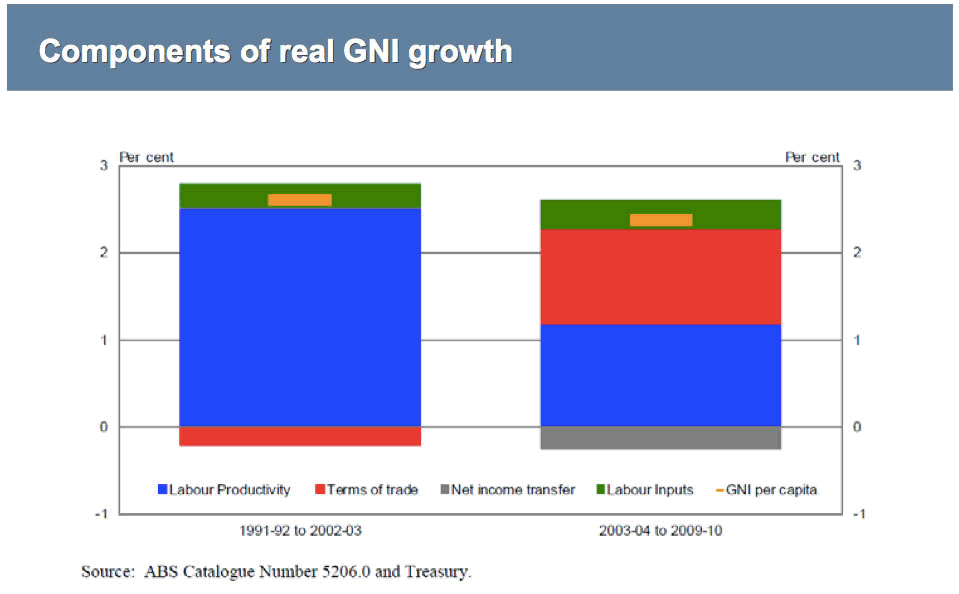 Components of real GNI growth
Per cent Per cent
3 3
2 2
1 1
0 0
Labour Productivity Terms of trade Net income transfer Labour Inputs GNI per capita
-1 -1
1991-92 to 2002-03 2003-04 to 2009-10
Source: ABS Catalogue Number 5206.0 and Treasury.